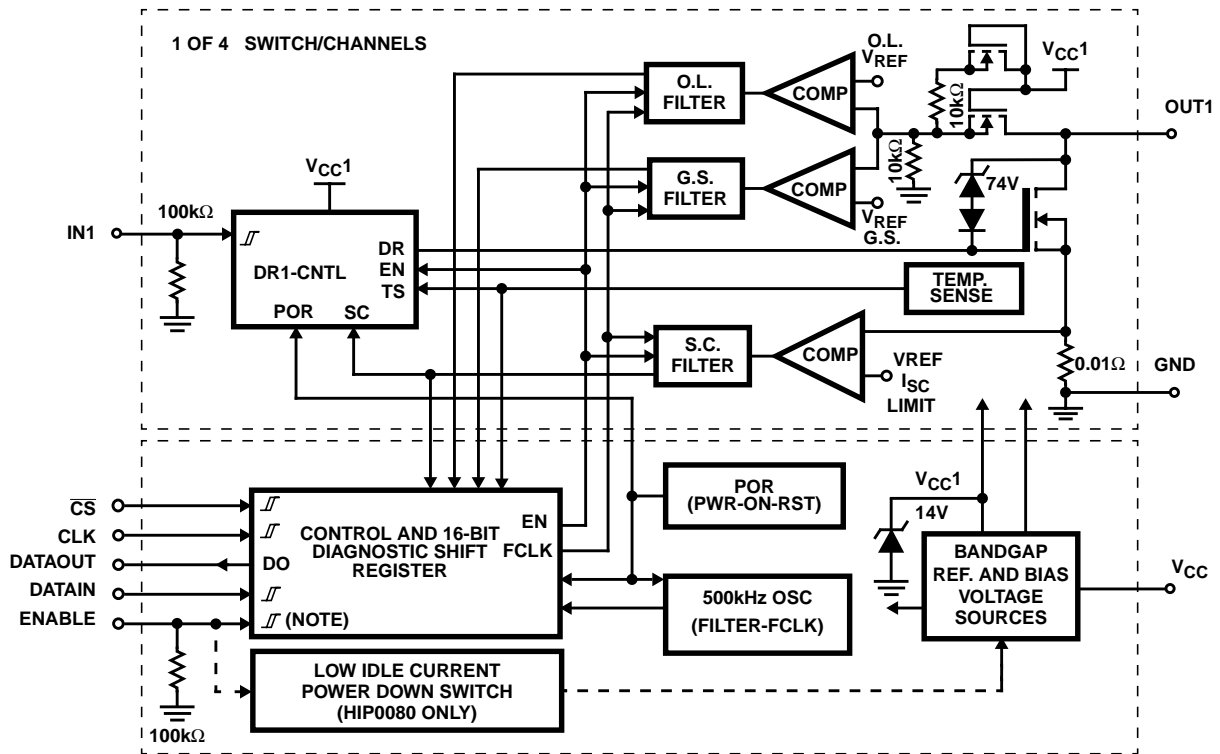 1 OF 4 SWITCH/CHANNELS
O.L.
VREF
VCC1
OUT1
O.L.
FILTER
COMP
10kΩ
10kΩ
G.S.
FILTER
COMP
VREF
G.S.
74V
VCC1
100kΩ
IN1
DR1-CNTL
DR
EN
TS
POR
SC
TEMP.
SENSE
S.C.
FILTER
COMP
VREF
ISC
LIMIT
0.01Ω
GND
CS
CLK
DATAOUT
DATAIN
ENABLE
CONTROL AND 16-BIT
DIAGNOSTIC SHIFT
REGISTER
EN
FCLK
DO
(NOTE)
POR
(PWR-ON-RST)
500kHz OSC
(FILTER-FCLK)
VCC1
14V
BANDGAP
REF. AND BIAS
VOLTAGE
SOURCES
VCC
LOW IDLE CURRENT
POWER DOWN SWITCH
(HIP0080 ONLY)
100kΩ